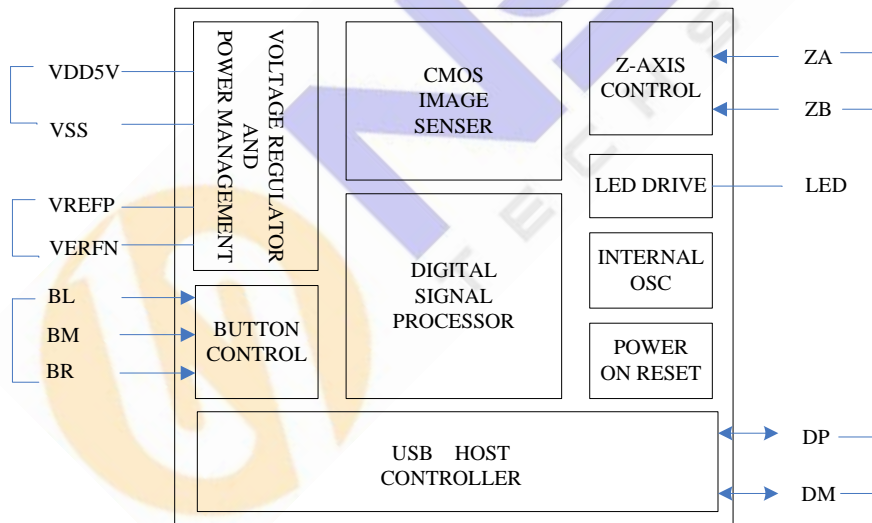 VDD5V
VSS
VREFP
VERFN
BL
BM
BR
VOLTAGE REGULATOR
AND
POWER MANAGEMENT
BUTTON
CONTROL
CMOS
IMAGE
SENSER
DIGITAL
SIGNAL
PROCESSOR
Z-AXIS
CONTROL
LED DRIVE
INTERNAL
OSC
POWER
ON RESET
USB HOST
CONTROLLER
ZA
ZB
LED
DP
DM
TECHS